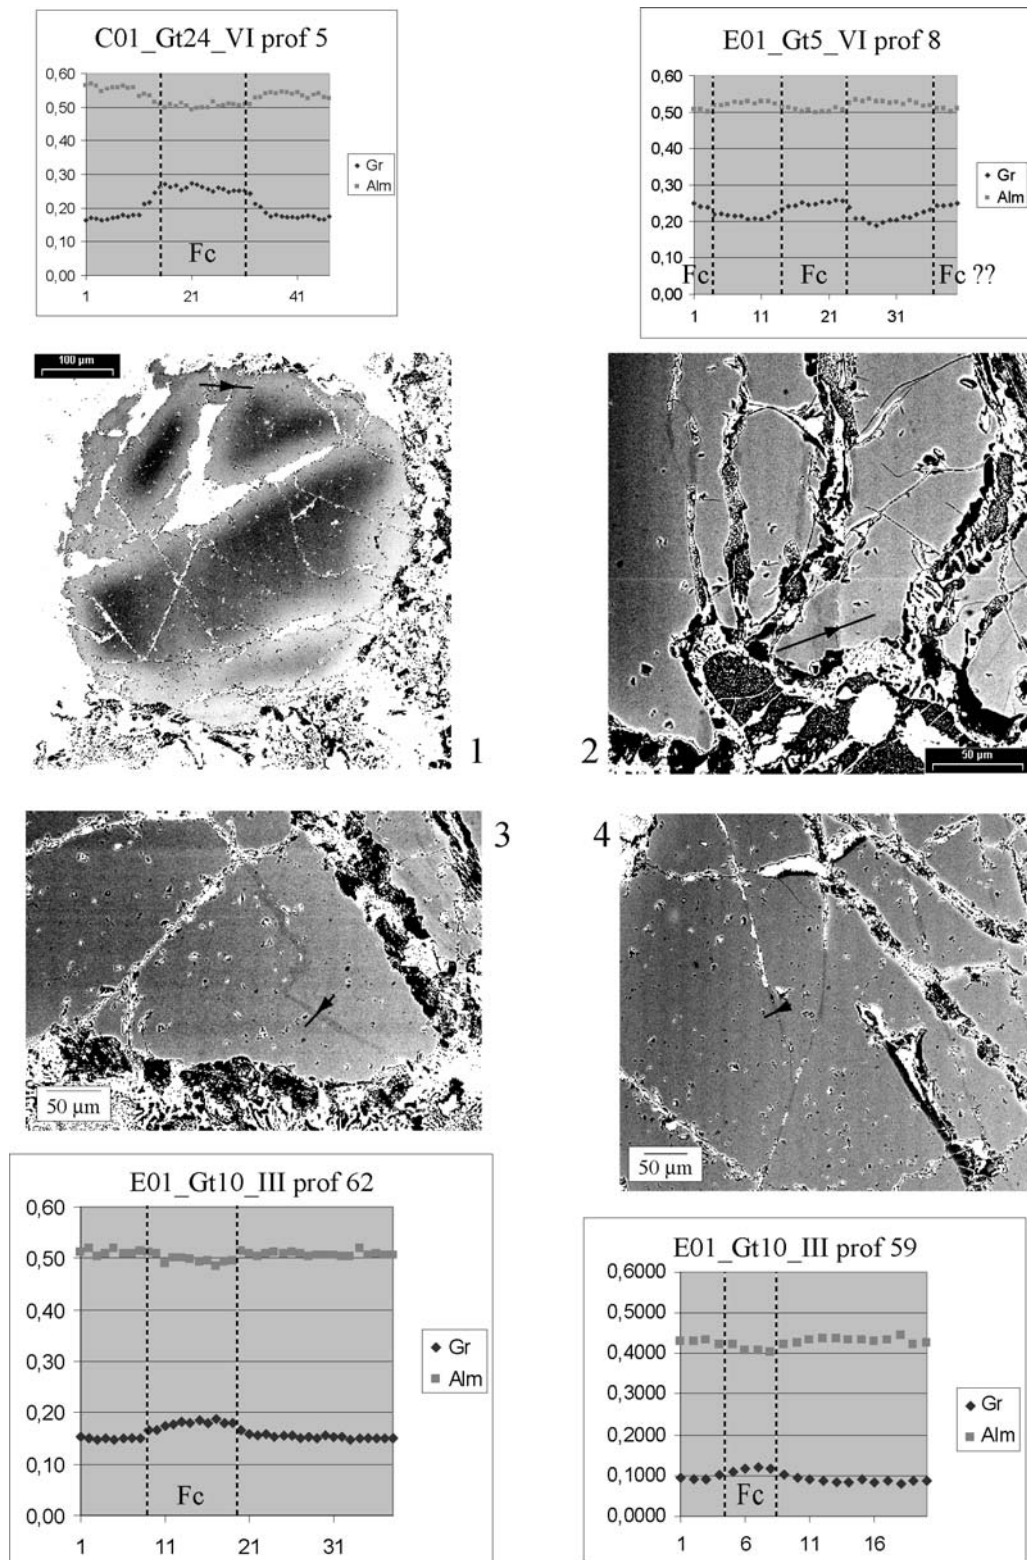 C01_Gt24_VI prof 5
0,60
0,50
0,40
0,30
0,20
0,10
0,00
Fc
1 21 41
Gr
Alm
E01_Gt5_VI prof 8
0,60
0,50
0,40
0,30
0,20
0,10
0,00
Fc Fc Fc ??
1 11 21 31
Gr
Alm
100 µm
1
2
50 µm
3
50 µm
4
50 µm
E01_Gt10_III prof 62
0,60
0,50
0,40
0,30
0,20
0,10
0,00
Fc
1 11 21 31
Gr
Alm
E01_Gt10_III prof 59
0,6000
0,5000
0,4000
0,3000
0,2000
0,1000
0,0000
Fc
1 6 11 16
Gr
Alm